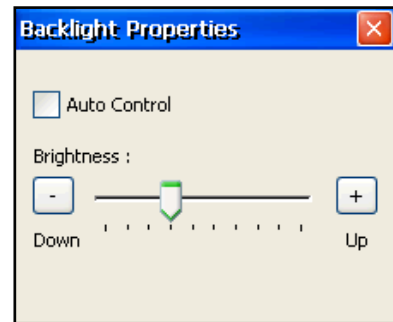 Backlight Properties
Auto Control
Brightness :
- +
Down Up